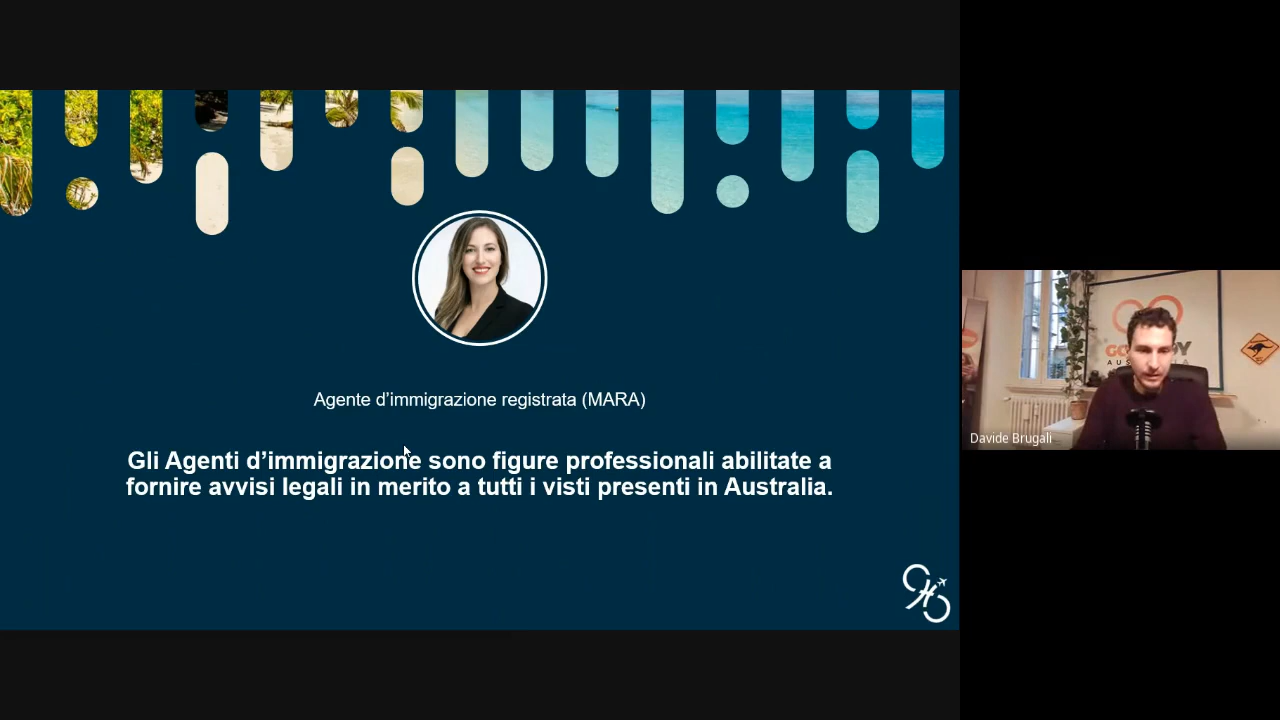 Agente d’immigrazione registrata (MARA)
Gli Agenti d’immigrazione sono figure professionali abilitate a
fornire avvisi legali in merito a tutti i visti presenti in Australia.
Davide Brugali